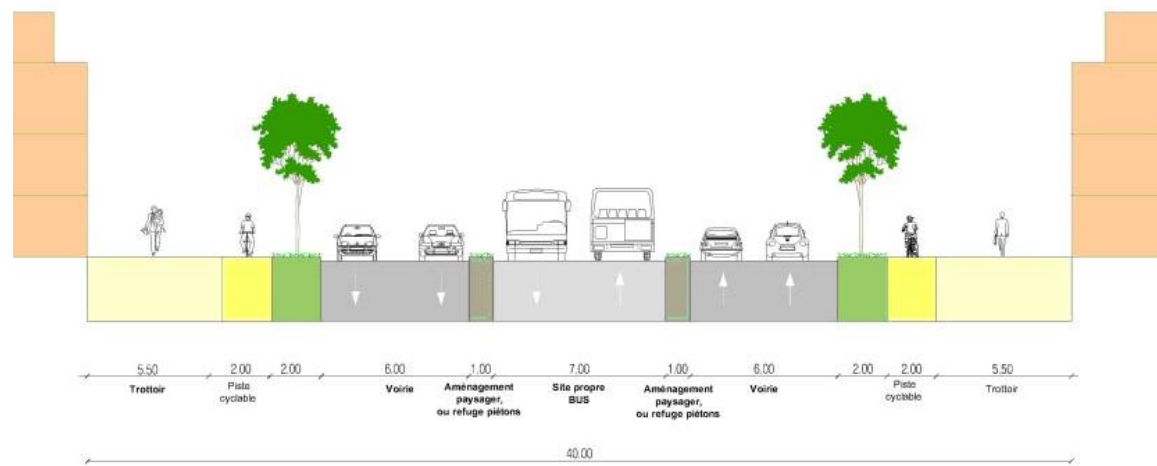 5.50 2.00 2.00 6.00 1.00 7.00 1.00 6.00 2.00 2.00 5.50
Trottoir
Piste
cyclable
Voirie
Aménagement
paysager,
ou refuge piétons
Site propre
BUS
Aménagement
paysager,
ou refuge piétons
Voirie
Piste
cyclable
Trottoir
40.00